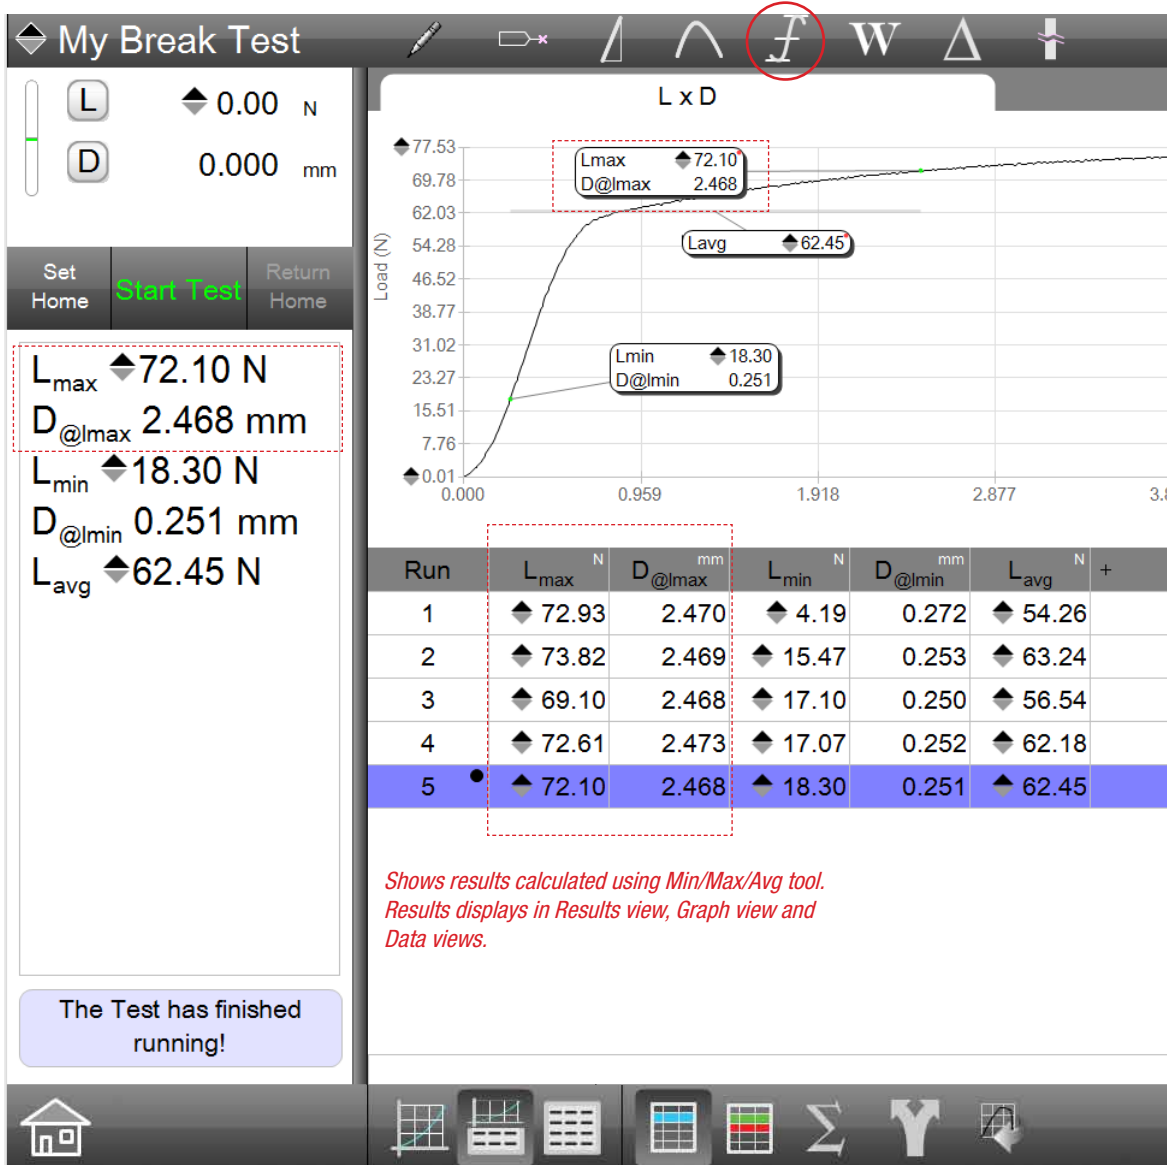 My Break Test
W
L 0.00 N
D 0.000 mm
Set Home
Start Test
Return Home
Lmax 72.10 N
D@lmax 2.468 mm
Lmin 18.30 N
D@lmin 0.251 mm
Lavg 62.45 N
The Test has finished
running!
L x D
Load (N)
77.53
69.78
62.03
54.28
46.52
38.77
31.02
23.27
15.51
7.76
0.01
0.000 0.959 1.918 2.877 3.8
Lmax 72.10
D@lmax 2.468
Lavg 62.45
Lmin 18.30
D@lmin 0.251
Run Lmax N D@lmax mm Lmin N D@lmin mm Lavg N +
1 72.93 2.470 4.19 0.272 54.26
2 73.82 2.469 15.47 0.253 63.24
3 69.10 2.468 17.10 0.250 56.54
4 72.61 2.473 17.07 0.252 62.18
5 72.10 2.468 18.30 0.251 62.45
Shows results calculated using Min/Max/Avg tool.
Results displays in Results view, Graph view and
Data views.